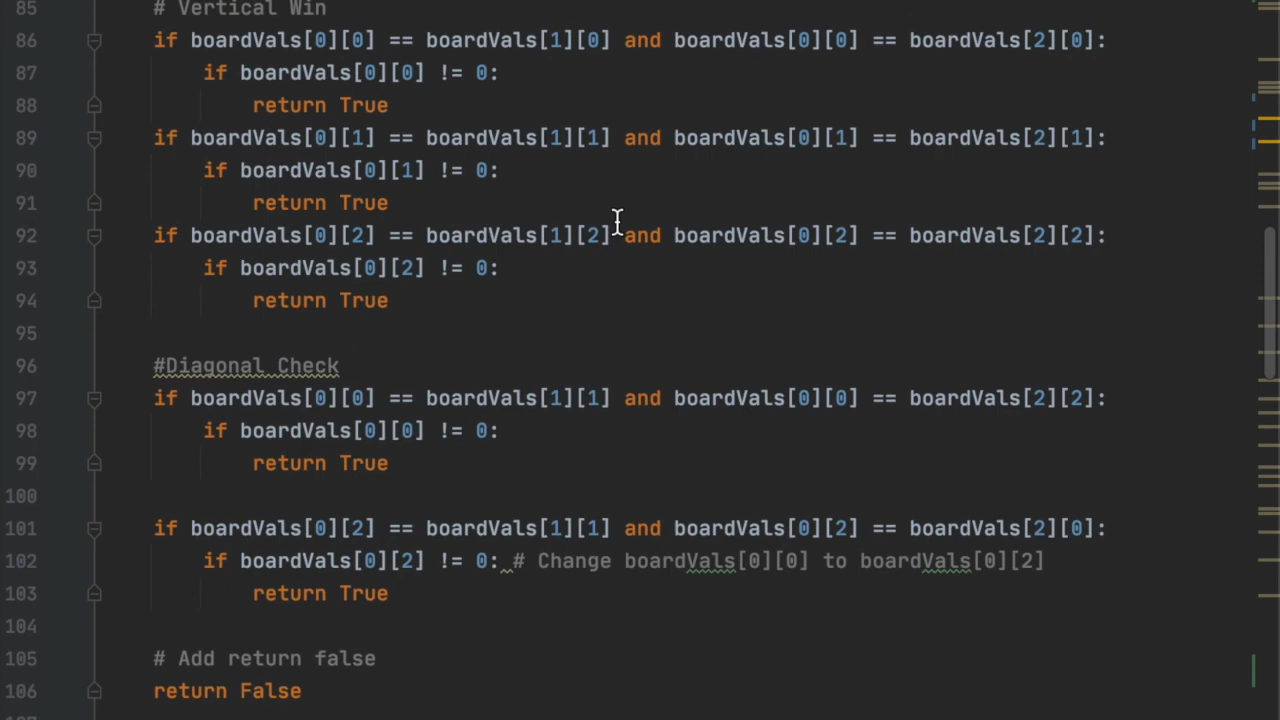 85 # Vertical Win
86 if boardVals[0][0] == boardVals[1][0] and boardVals[0][0] == boardVals[2][0]:
87 if boardVals[0][0] != 0:
88 return True
89 if boardVals[0][1] == boardVals[1][1] and boardVals[0][1] == boardVals[2][1]:
90 if boardVals[0][1] != 0:
91 return True
92 if boardVals[0][2] == boardVals[1][2] and boardVals[0][2] == boardVals[2][2]:
93 if boardVals[0][2] != 0:
94 return True
95
96 #Diagonal Check
97 if boardVals[0][0] == boardVals[1][1] and boardVals[0][0] == boardVals[2][2]:
98 if boardVals[0][0] != 0:
99 return True
100
101 if boardVals[0][2] == boardVals[1][1] and boardVals[0][2] == boardVals[2][0]:
102 if boardVals[0][2] != 0: # Change boardVals[0][0] to boardVals[0][2]
103 return True
104
105 # Add return false
106 return False